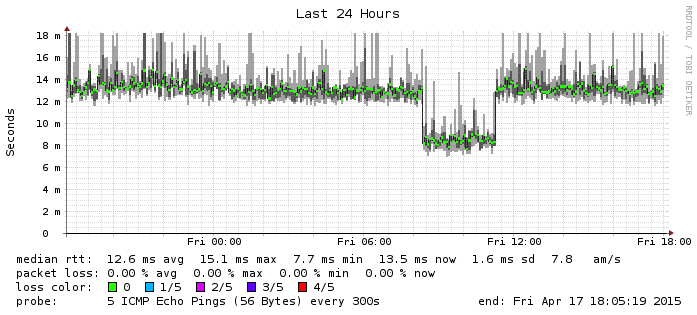 Last 24 Hours
RRDTOOL / TOBI OETIKER
Seconds
18 m
16 m
14 m
12 m
10 m
8 m
6 m
4 m
2 m
0
Fri 00:00 Fri 06:00 Fri 12:00 Fri 18:00
median rtt: 12.6 ms avg 15.1 ms max 7.7 ms min 13.5 ms now 1.6 ms sd 7.8 am/s
packet loss: 0.00 % avg 0.00 % max 0.00 % min 0.00 % now
loss color: 0 1/5 2/5 3/5 4/5
probe: 5 ICMP Echo Pings (56 Bytes) every 300s end: Fri Apr 17 18:05:19 2015